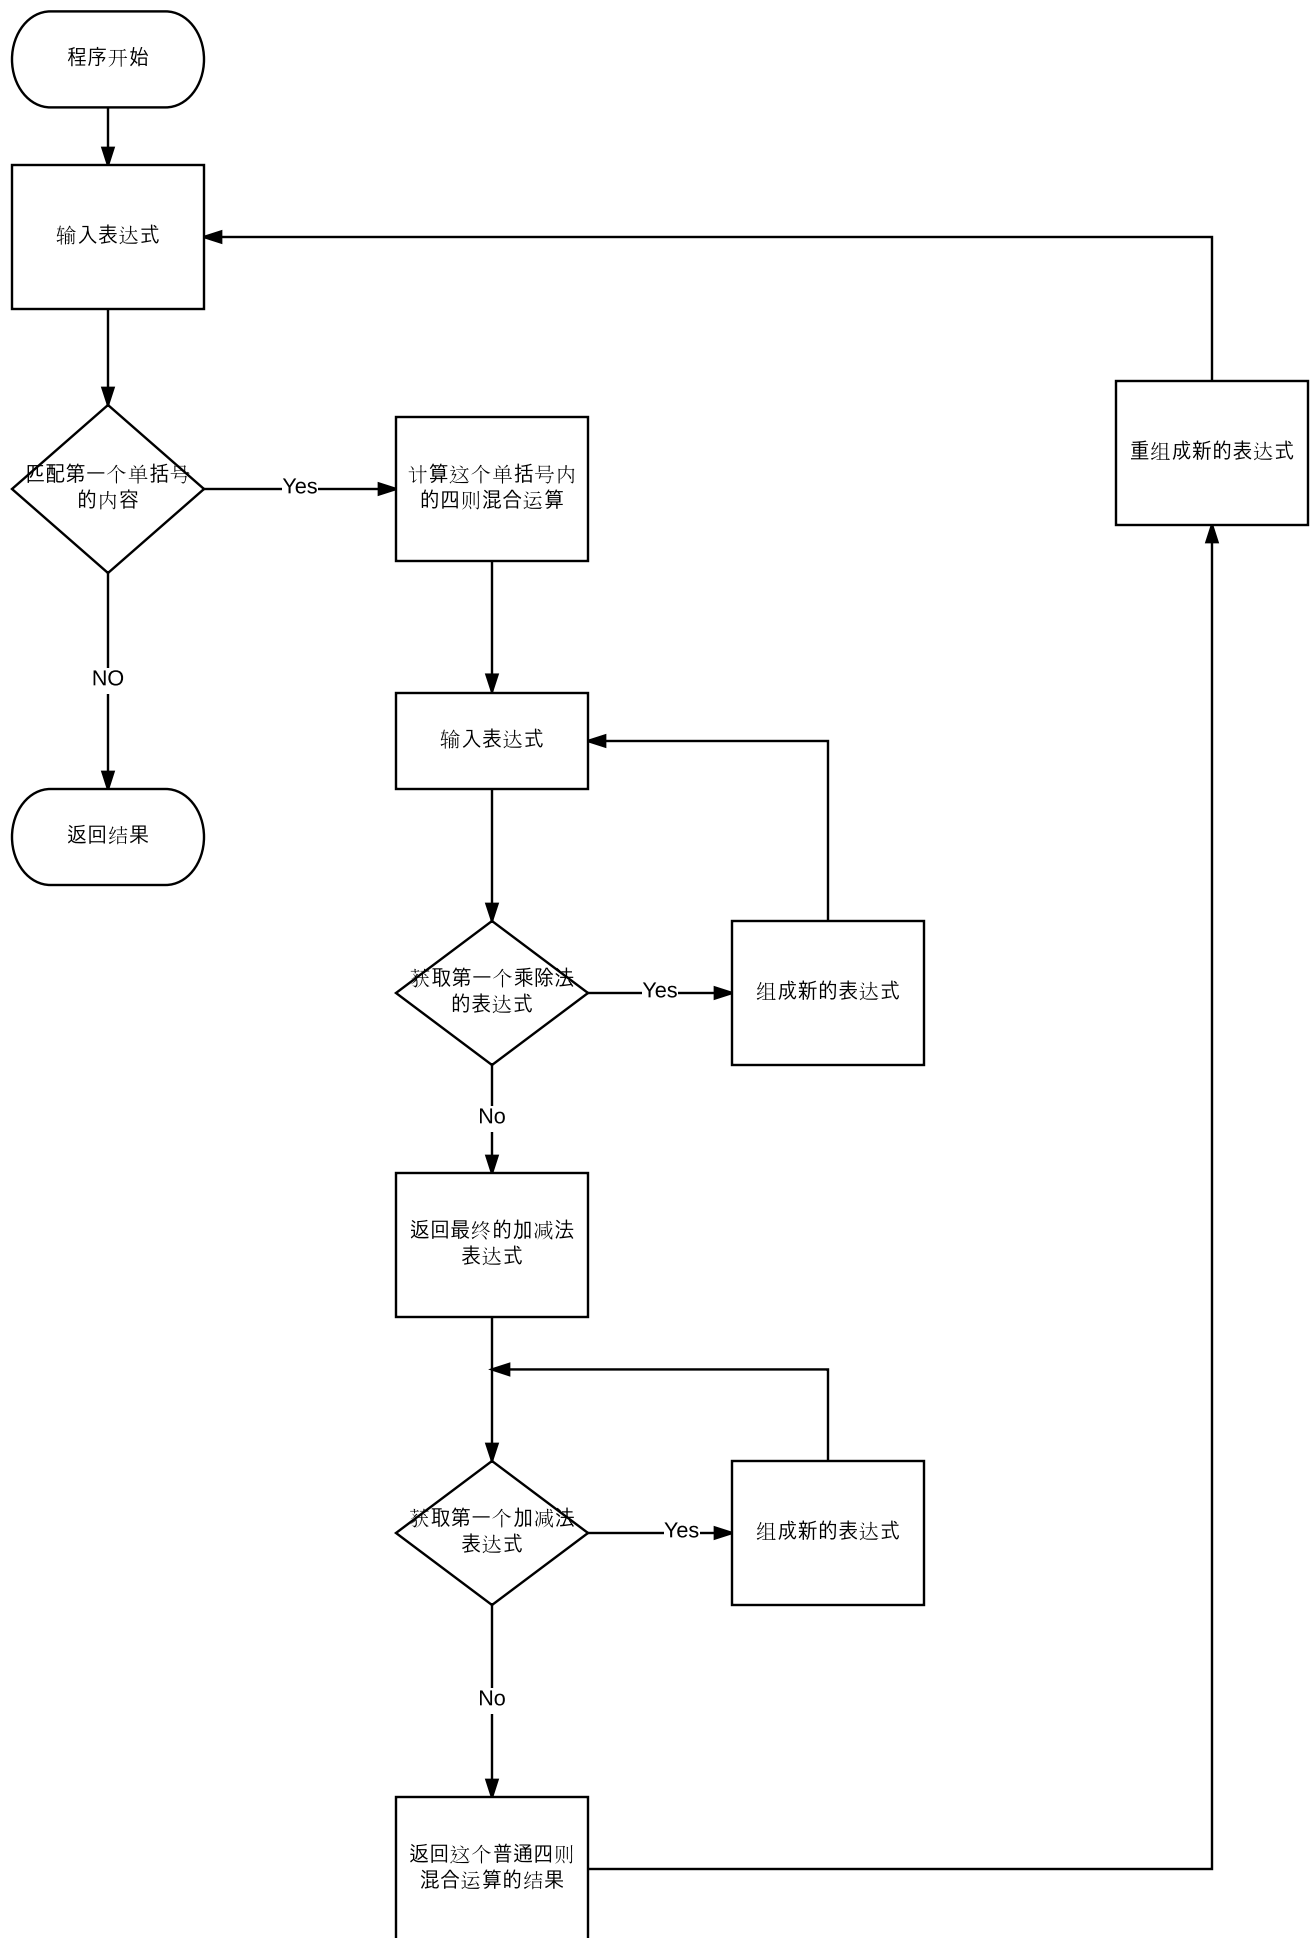 程序开始
输入表达式
重组成新的表达式
匹配第一个单括号
的内容
Yes
计算这个单括号内
的四则混合运算
NO
输入表达式
返回结果
获取第一个乘除法
的表达式
Yes
组成新的表达式
No
返回最终的加减法
表达式
获取第一个加减法
表达式
Yes
组成新的表达式
No
返回这个普通四则
混合运算的结果